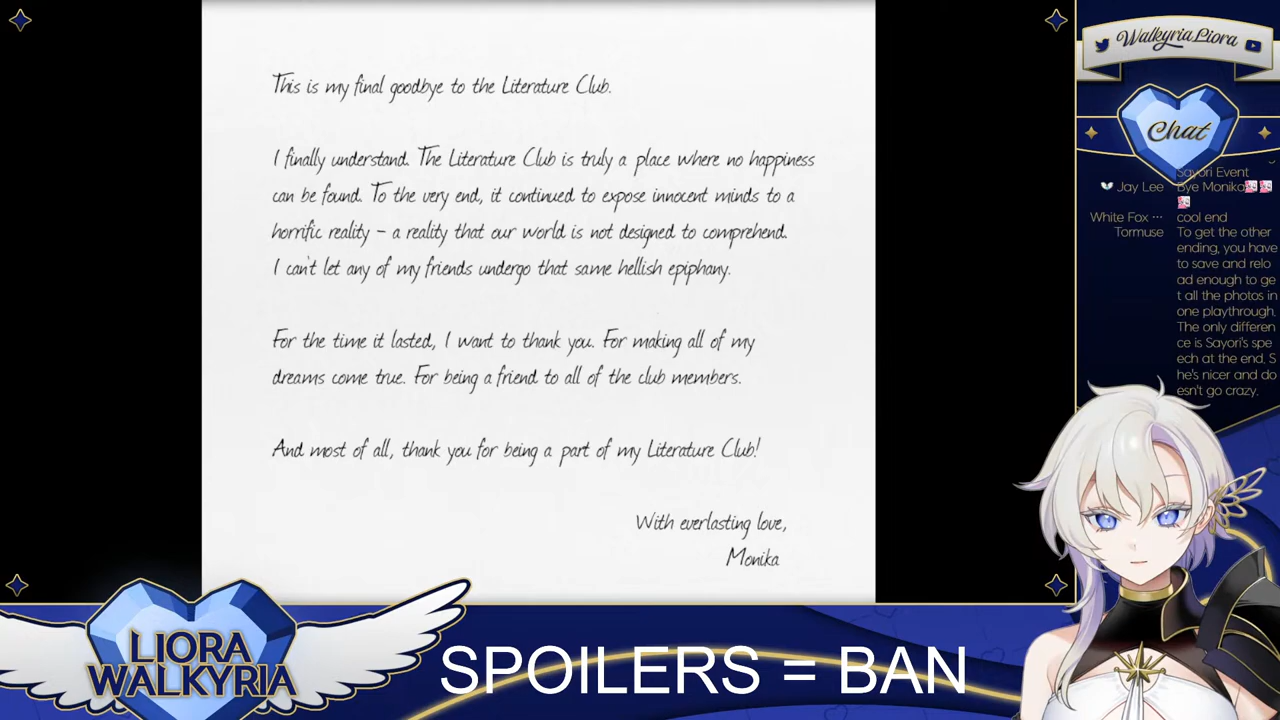 This is my final goodbye to the Literature Club.
I finally understand. The Literature Club is truly a place where no happiness
can be found. To the very end, it continued to expose innocent minds to a
horrific reality – a reality that our world is not designed to comprehend.
I can't let any of my friends undergo that same hellish epiphany.
For the time it lasted, I want to thank you. For making all of my
dreams come true. For being a friend to all of the club members.
And most of all, thank you for being a part of my Literature Club!
With everlasting love,
Monika
WalkyriaLiora
Chat
Sayori Event
Jay Lee Bye Monika
White Fox ··· cool end
Tormuse To get the other
ending, you have
to save and relo
ad enough to ge
t all the photos in
one playthrough.
The only differen
ce is Sayori's spe
ech at the end. S
he's nicer and do
esn't go crazy.
LIORA
WALKYRIA
SPOILERS = BAN